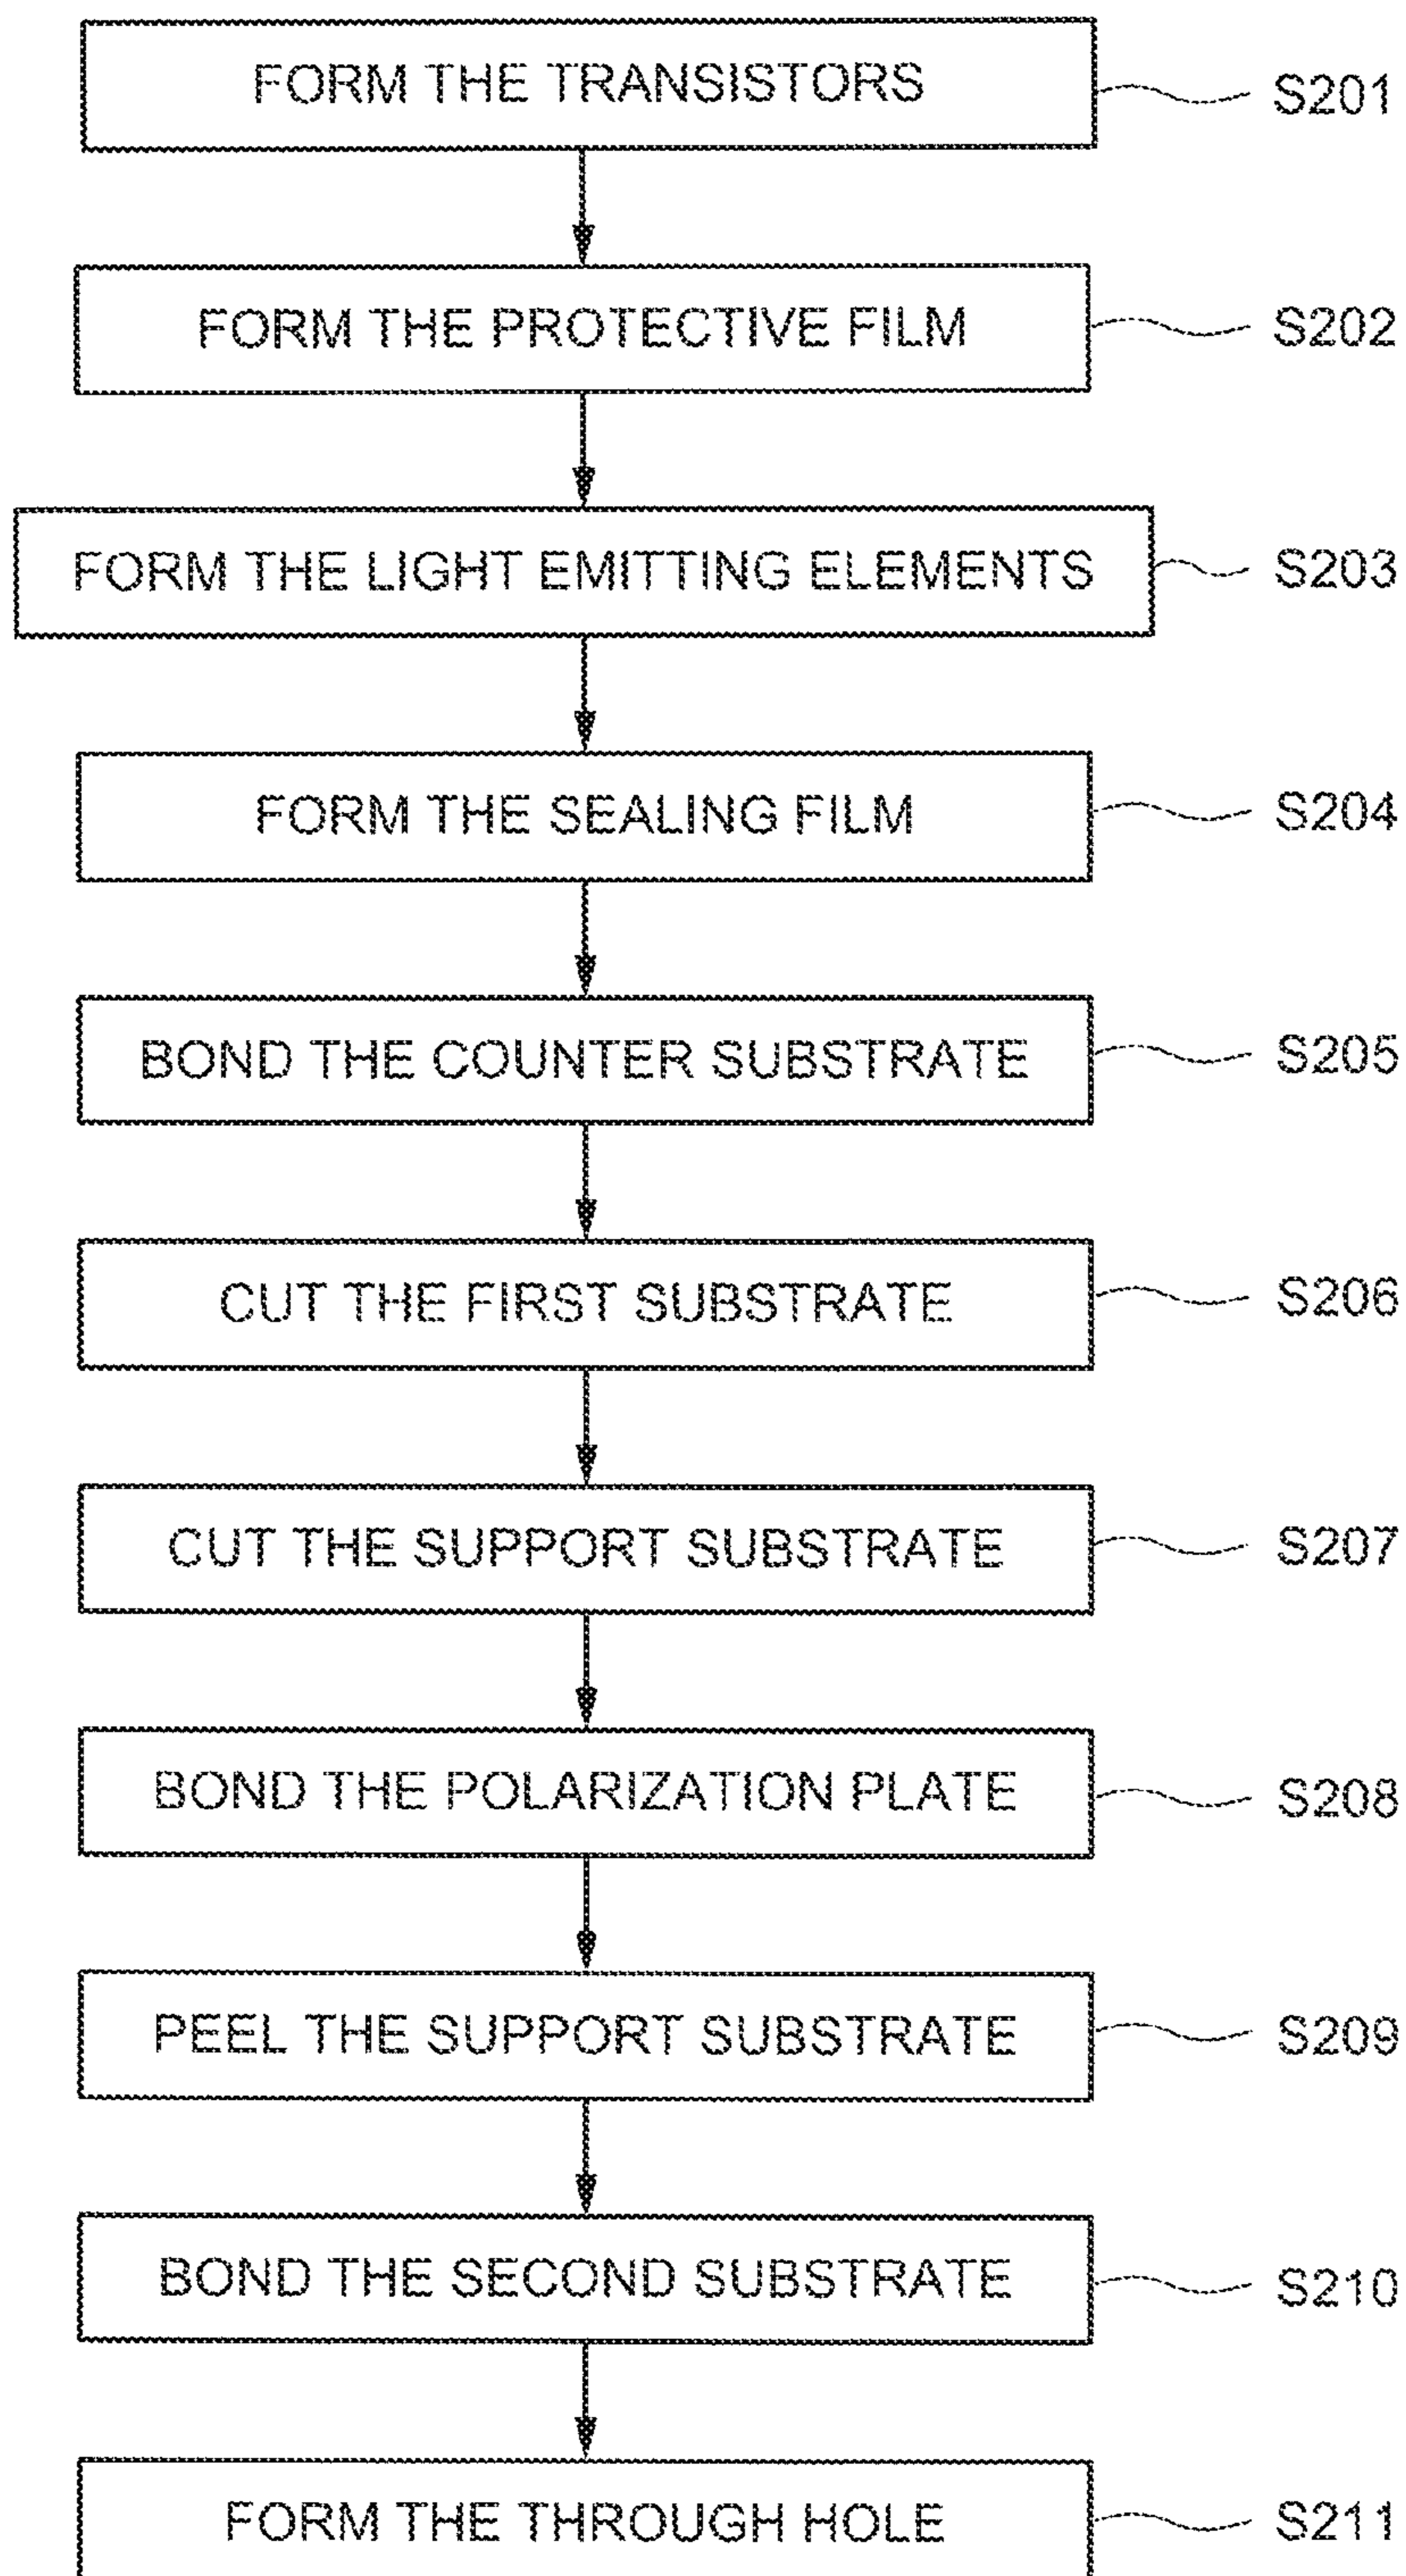 FORM THE TRANSISTORS S201
FORM THE PROTECTIVE FILM S202
FORM THE LIGHT EMITTING ELEMENTS S203
FORM THE SEALING FILM S204
BOND THE COUNTER SUBSTRATE S205
CUT THE FIRST SUBSTRATE S206
CUT THE SUPPORT SUBSTRATE S207
BOND THE POLARIZATION PLATE S208
PEEL THE SUPPORT SUBSTRATE S209
BOND THE SECOND SUBSTRATE S210
FORM THE THROUGH HOLE S211